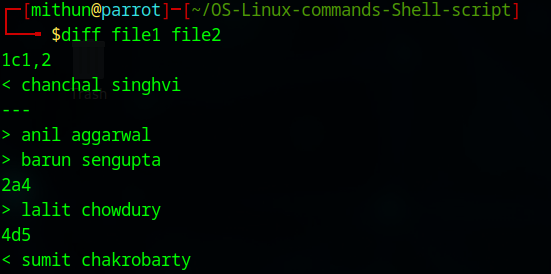 ┌─[mithun@parrot]─[~/OS-Linux-commands-Shell-script]
└──╼ $diff file1 file2
1c1,2
< chanchal singhvi
---
> anil aggarwal
> barun sengupta
2a4
> lalit chowdury
4d5
< sumit chakrobarty